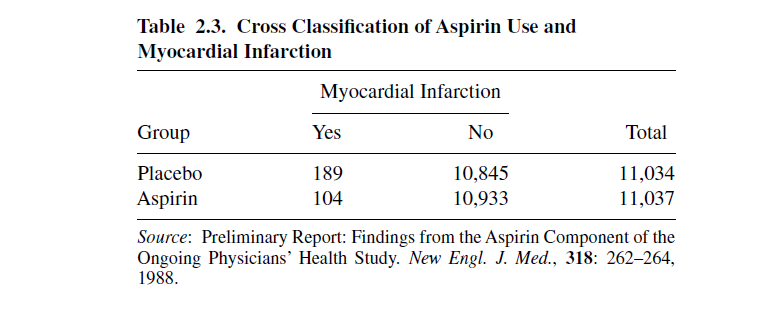 Table 2.3. Cross Classification of Aspirin Use and
Myocardial Infarction
Myocardial Infarction
Group Yes No Total
Placebo 189 10,845 11,034
Aspirin 104 10,933 11,037
Source: Preliminary Report: Findings from the Aspirin Component of the
Ongoing Physicians’ Health Study. New Engl. J. Med., 318: 262–264,
1988.